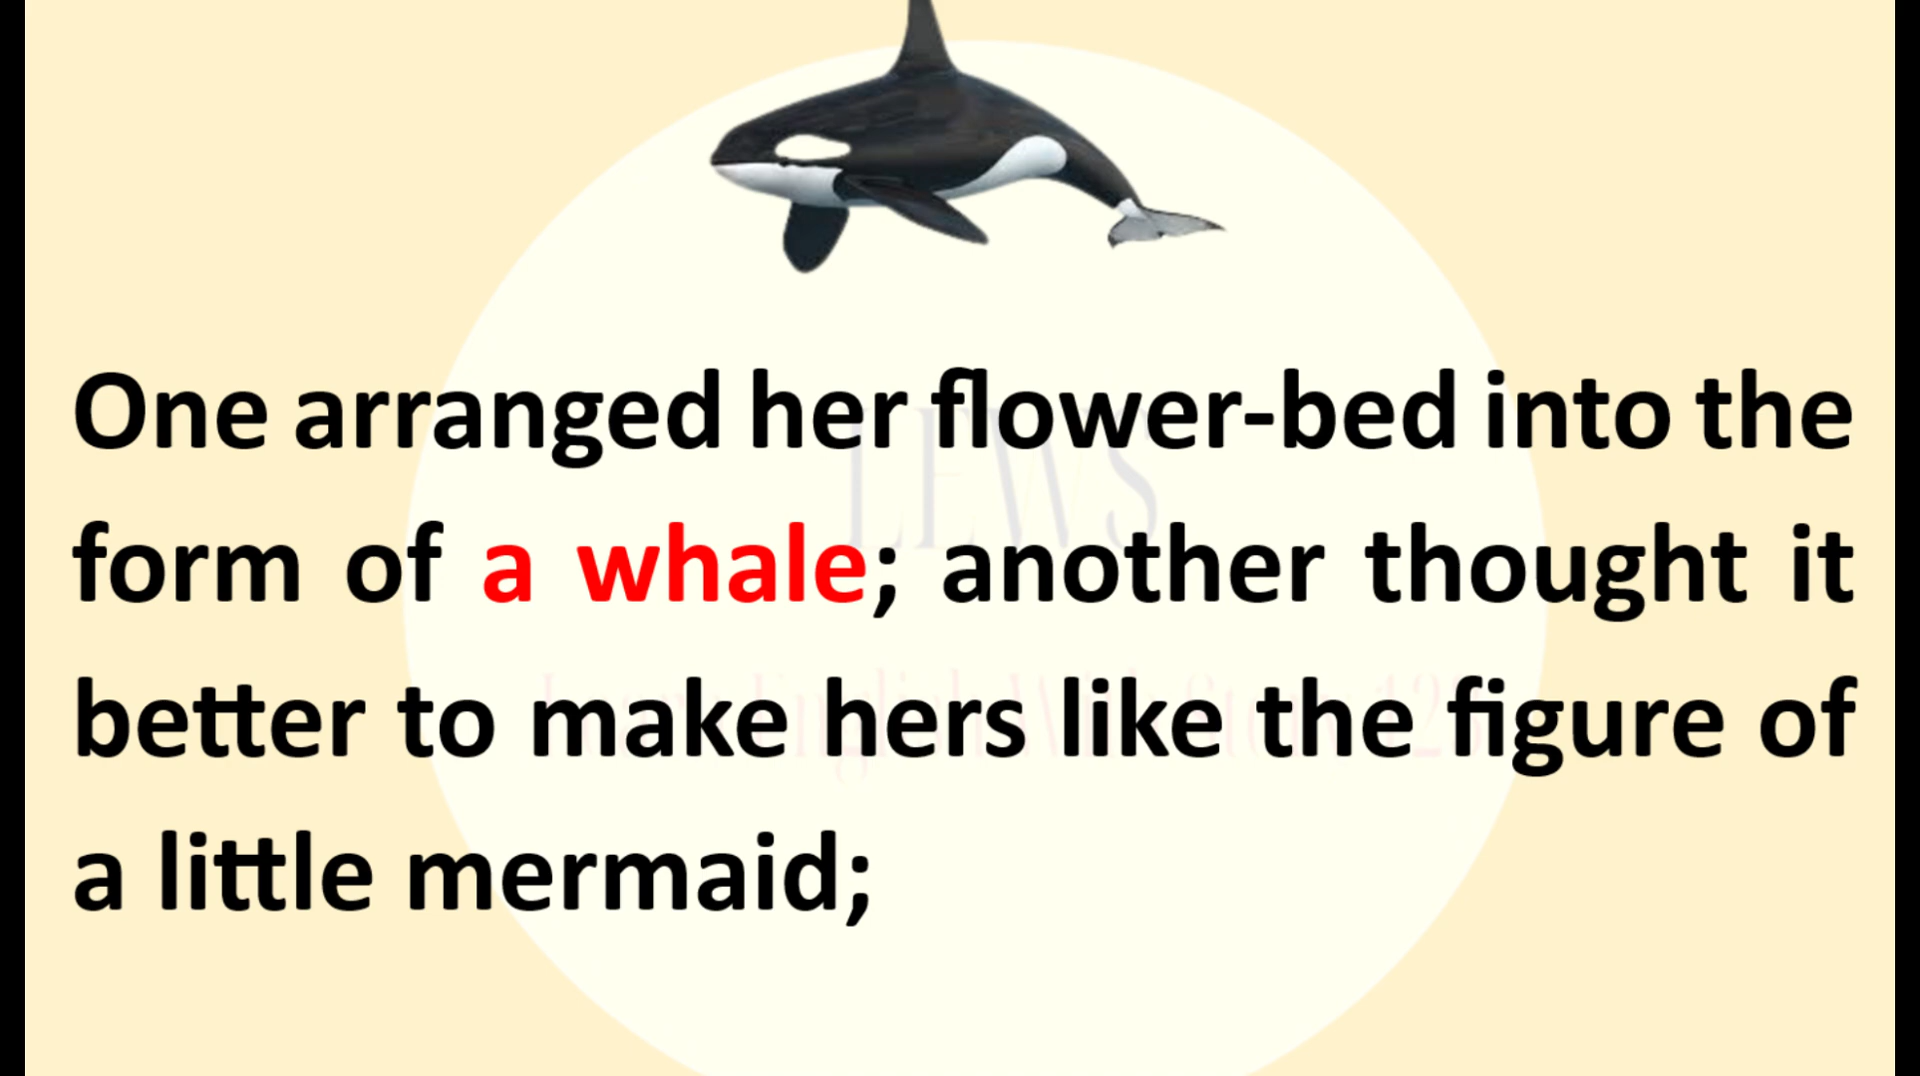 One arranged her flower-bed into the
form of a whale; another thought it
better to make hers like the figure of
a little mermaid;
LEWS